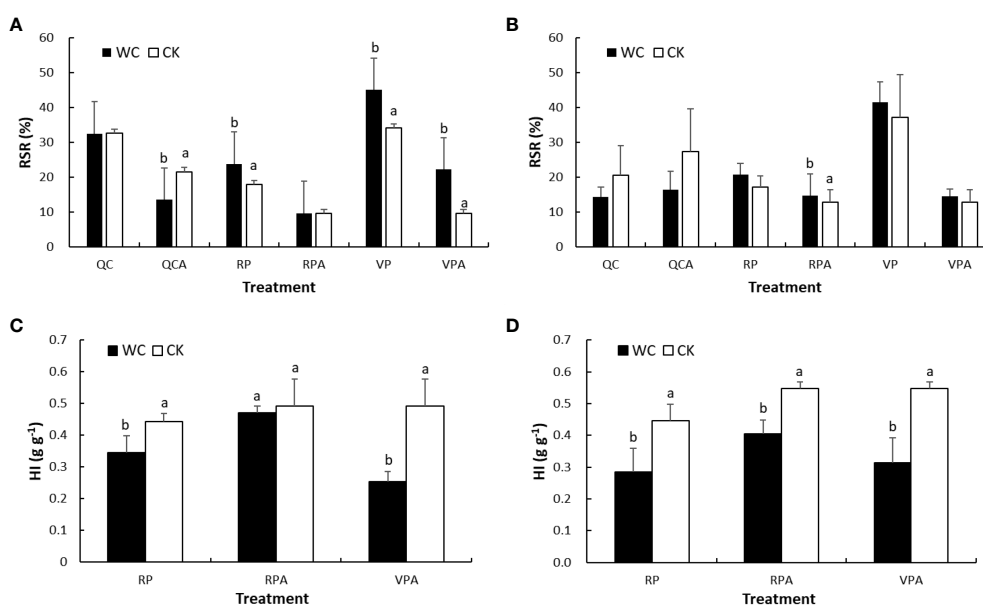 A
60
50
40
30
20
10
0
RSR (%)
WC CK
b a b a b a b a
QC QCA RP RPA VP VPA
Treatment
B
60
50
40
30
20
10
0
RSR (%)
WC CK
b a
QC QCA RP RPA VP VPA
Treatment
C
0.7
0.6
0.5
0.4
0.3
0.2
0.1
0
HI (g g-1)
WC CK
b a a a b a
RP RPA VPA
Treatment
D
0.7
0.6
0.5
0.4
0.3
0.2
0.1
0.0
HI (g g-1)
WC CK
b a b a b a
RP RPA VPA
Treatment